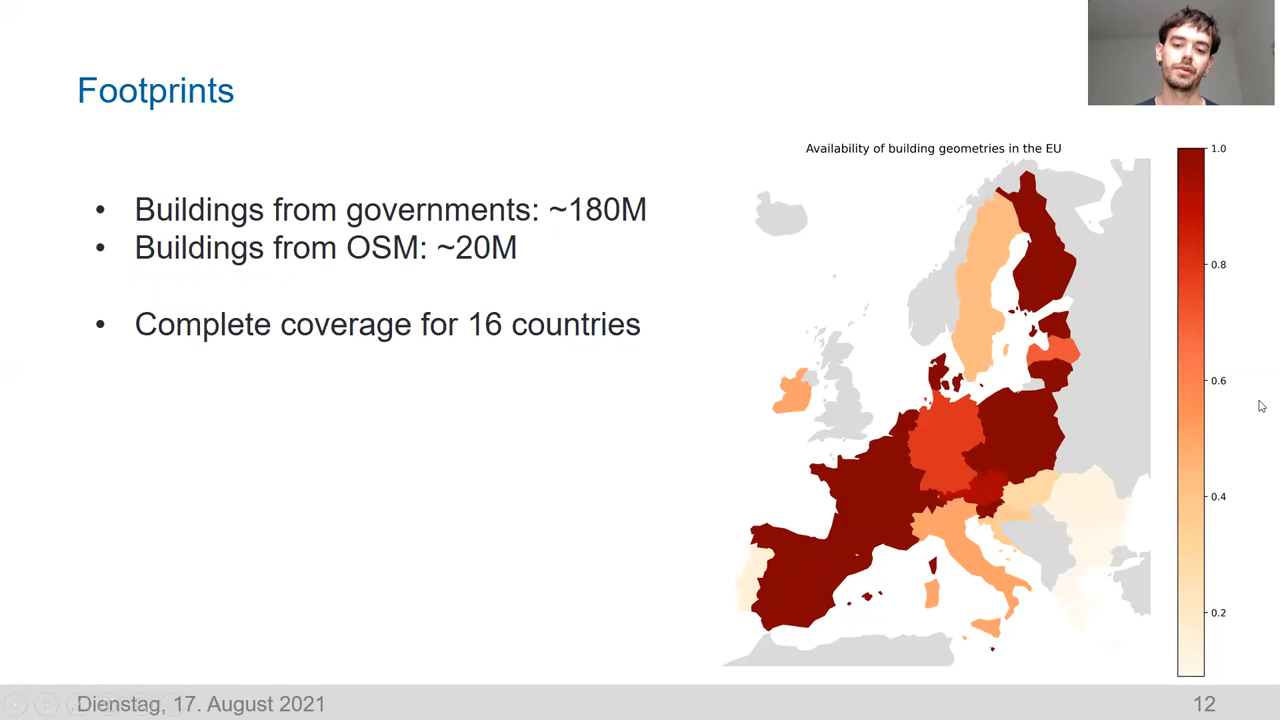 Footprints
• Buildings from governments: ~180M
• Buildings from OSM: ~20M
• Complete coverage for 16 countries
Availability of building geometries in the EU
1.0
0.8
0.6
0.4
0.2
Dienstag, 17. August 2021
12